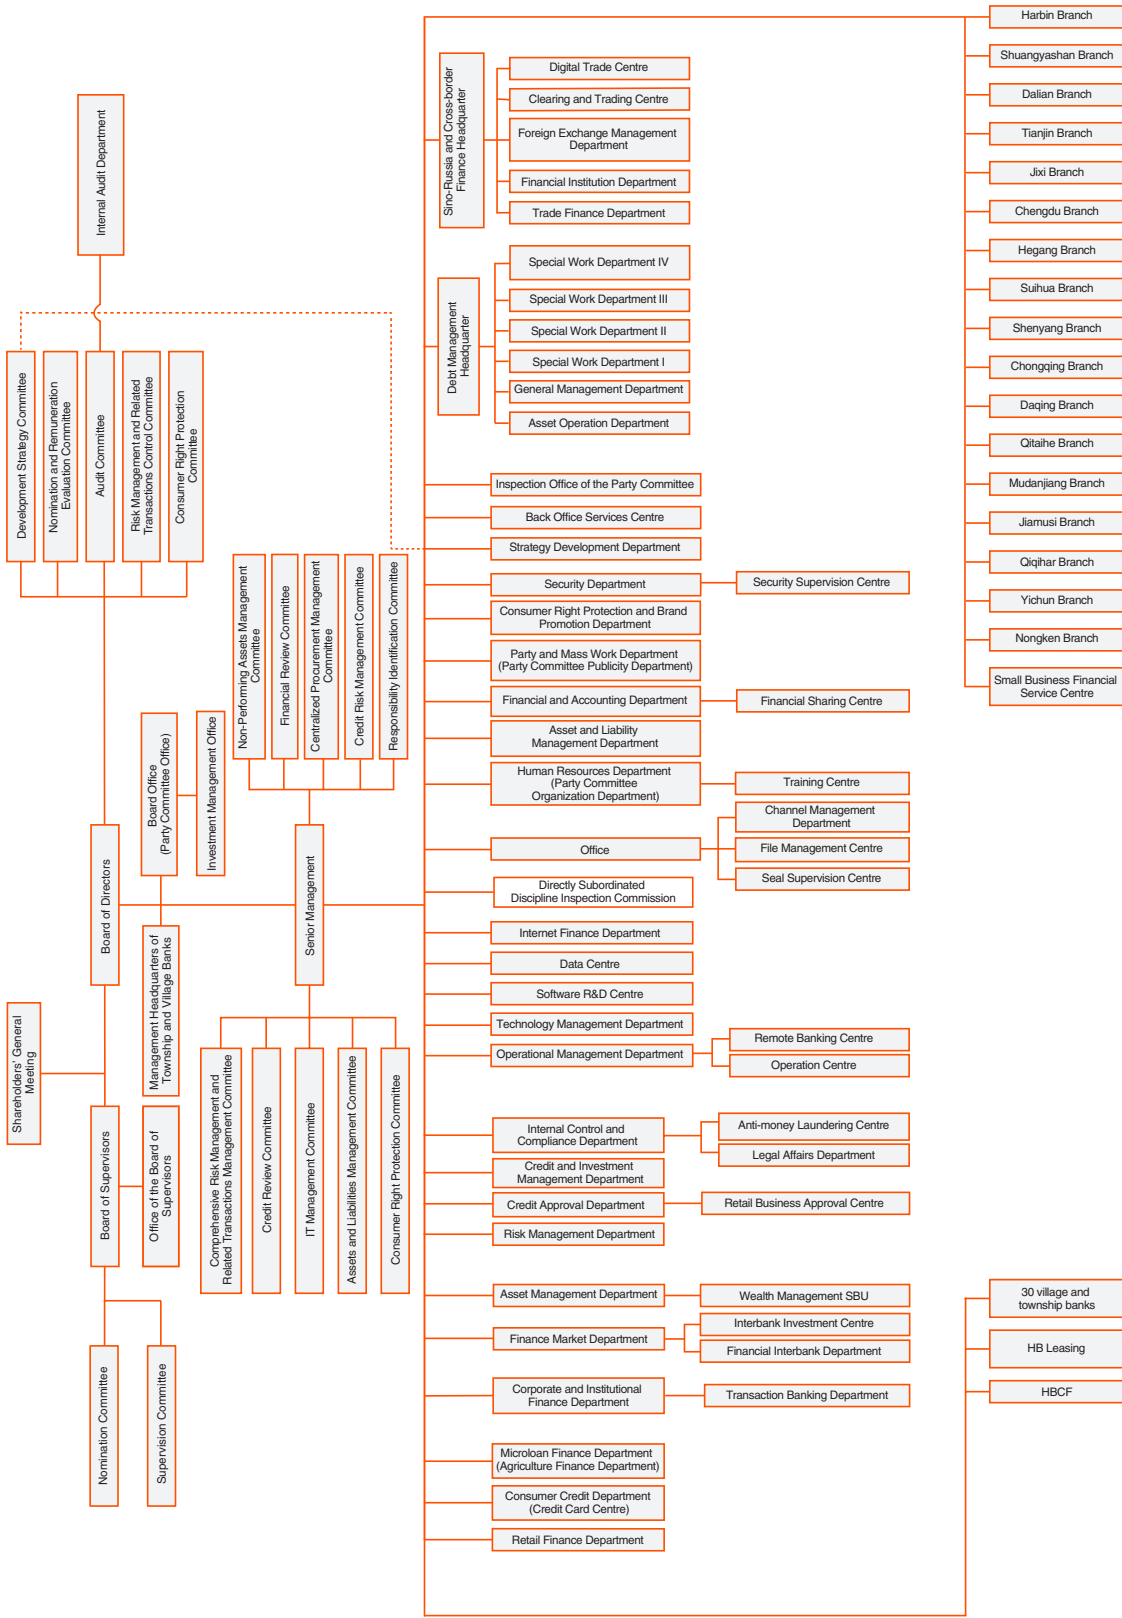 Shareholders' General
Meeting
Board of Supervisors
Office of the Board of
Supervisors
Nomination Committee
Supervision Committee
Board of Directors
Board Office
(Party Committee Office)
Investment Management Office
Management Headquarters of
Township and Village Banks
Development Strategy Committee
Nomination and Remuneration
Evaluation Committee
Audit Committee
Risk Management and Related
Transactions Control Committee
Consumer Right Protection
Committee
Internal Audit Department
Senior Management
Non-Performing Assets Management
Committee
Financial Review Committee
Centralized Procurement Management
Committee
Credit Risk Management Committee
Responsibility Identification Committee
Comprehensive Risk Management and
Related Transactions Management Committee
Credit Review Committee
IT Management Committee
Assets and Liabilities Management Committee
Consumer Right Protection Committee
Sino-Russia and Cross-border
Finance Headquarter
Digital Trade Centre
Clearing and Trading Centre
Foreign Exchange Management
Department
Financial Institution Department
Trade Finance Department
Debt Management
Headquarter
Special Work Department IV
Special Work Department III
Special Work Department II
Special Work Department I
General Management Department
Asset Operation Department
Inspection Office of the Party Committee
Back Office Services Centre
Strategy Development Department
Security Department
Security Supervision Centre
Consumer Right Protection and Brand
Promotion Department
Party and Mass Work Department
(Party Committee Publicity Department)
Financial and Accounting Department
Financial Sharing Centre
Asset and Liability
Management Department
Human Resources Department
(Party Committee
Organization Department)
Training Centre
Office
Channel Management
Department
File Management Centre
Seal Supervision Centre
Directly Subordinated
Discipline Inspection Commission
Internet Finance Department
Data Centre
Software R&D Centre
Technology Management Department
Operational Management Department
Remote Banking Centre
Operation Centre
Internal Control and
Compliance Department
Anti-money Laundering Centre
Legal Affairs Department
Credit and Investment
Management Department
Credit Approval Department
Retail Business Approval Centre
Risk Management Department
Asset Management Department
Wealth Management SBU
Finance Market Department
Interbank Investment Centre
Financial Interbank Department
Corporate and Institutional
Finance Department
Transaction Banking Department
Microloan Finance Department
(Agriculture Finance Department)
Consumer Credit Department
(Credit Card Centre)
Retail Finance Department
Harbin Branch
Shuangyashan Branch
Dalian Branch
Tianjin Branch
Jixi Branch
Chengdu Branch
Hegang Branch
Suihua Branch
Shenyang Branch
Chongqing Branch
Daqing Branch
Qitaihe Branch
Mudanjiang Branch
Jiamusi Branch
Qiqihar Branch
Yichun Branch
Nongken Branch
Small Business Financial
Service Centre
30 village and
township banks
HB Leasing
HBCF